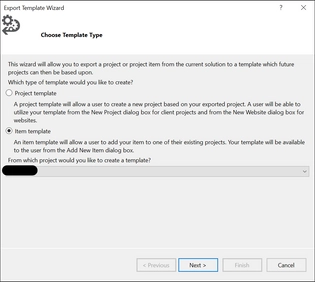 Export Template Wizard
? ×
Choose Template Type
This wizard will allow you to export a project or project item from the current solution to a template which future
projects can then be based upon.
Which type of template would you like to create?
Project template
A project template will allow a user to create a new project based on your exported project. A user will be able to
utilize your template from the New Project dialog box for client projects and from the New Website dialog box for
websites.
Item template
An item template will allow a user to add your item to one of their existing projects. Your template will be available
to the user from the Add New Item dialog box.
From which project would you like to create a template?
< Previous
Next >
Finish
Cancel